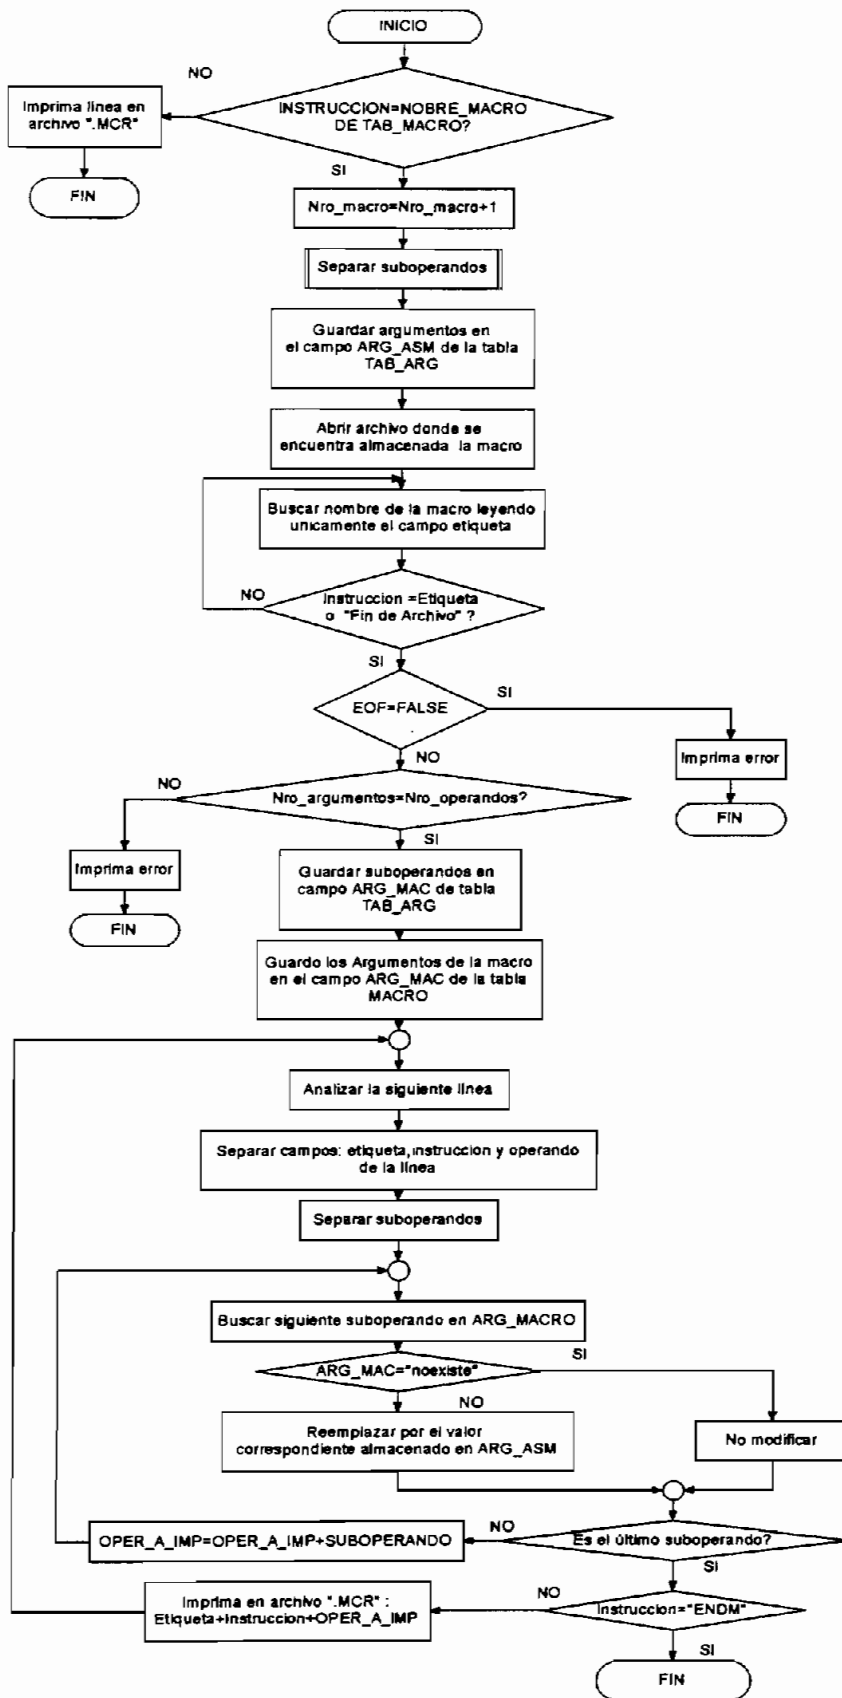 INICIO
NO
INSTRUCCION=NOBRE_MACRO
DE TAB_MACRO?
Imprima línea en
archivo ".MCR"
SI
FIN
Nro_macro=Nro_macro+1
Separar suboperandos
Guardar argumentos en
el campo ARG_ASM de la tabla
TAB_ARG
Abrir archivo donde se
encuentra almacenada la macro
Buscar nombre de la macro leyendo
unicamente el campo etiqueta
NO
Instruccion =Etiqueta
o "Fin de Archivo" ?
SI
EOF=FALSE
SI
NO
Imprima error
FIN
NO
Nro_argumentos=Nro_operandos?
SI
Imprima error
FIN
Guardar suboperandos en
campo ARG_MAC de tabla
TAB_ARG
Guardo los Argumentos de la macro
en el campo ARG_MAC de la tabla
MACRO
Analizar la siguiente línea
Separar campos: etiqueta,instruccion y operando
de la línea
Separar suboperandos
Buscar siguiente suboperando en ARG_MACRO
ARG_MAC="noexiste"
SI
NO
Reemplazar por el valor
correspondiente almacenado en ARG_ASM
No modificar
OPER_A_IMP=OPER_A_IMP+SUBOPERANDO
NO
Es el último suboperando?
SI
Imprima en archivo ".MCR" :
Etiqueta+Instruccion+OPER_A_IMP
NO
Instruccion="ENDM"
SI
FIN